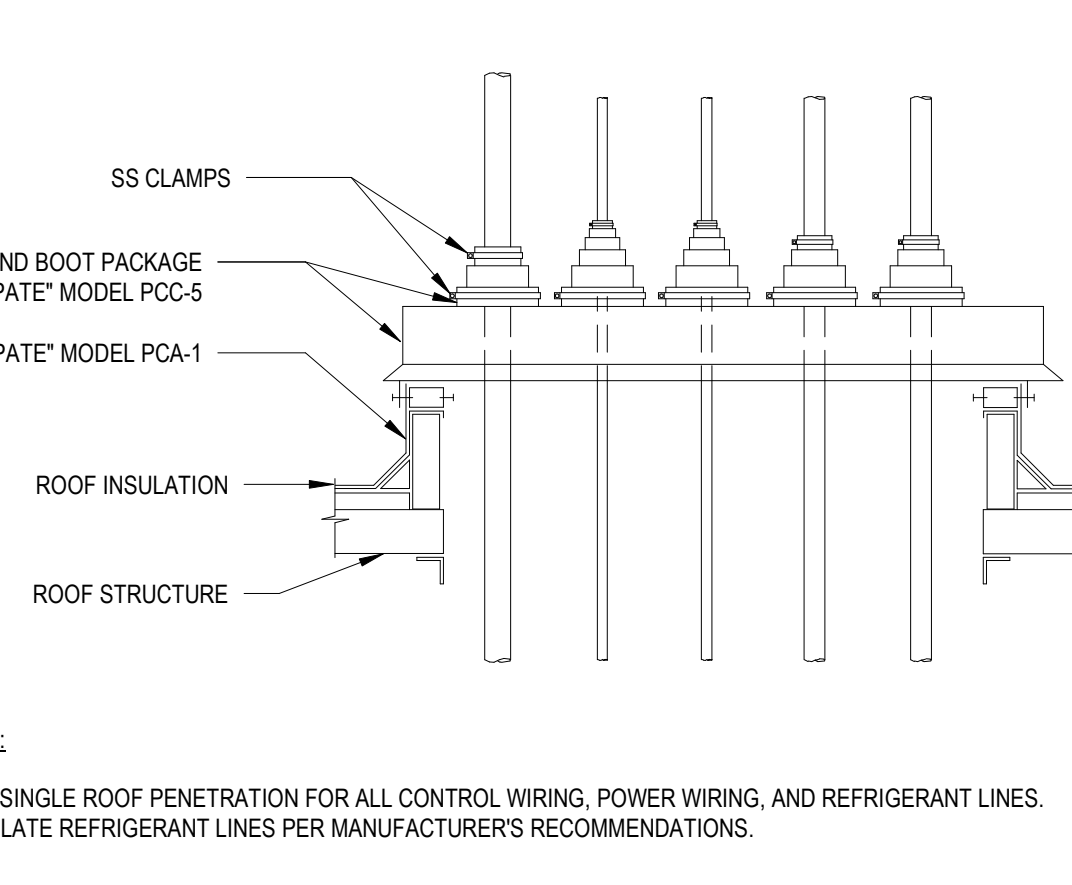 SS CLAMPS
ND BOOT PACKAGE
PATE" MODEL PCC-5
PATE" MODEL PCA-1
ROOF INSULATION
ROOF STRUCTURE
:
SINGLE ROOF PENETRATION FOR ALL CONTROL WIRING, POWER WIRING, AND REFRIGERANT LINES.
LATE REFRIGERANT LINES PER MANUFACTURER'S RECOMMENDATIONS.